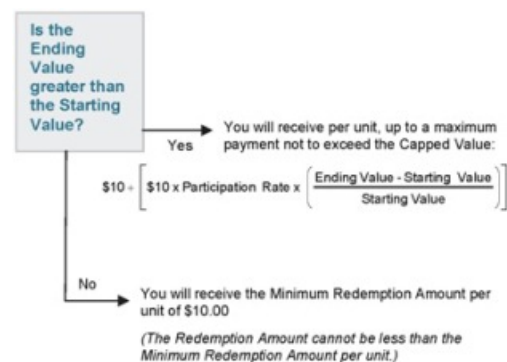 Is the
Ending
Value
greater than
the Starting
Value?
Yes
You will receive per unit, up to a maximum
payment not to exceed the Capped Value:
$10 + [ $10 x Participation Rate x ( Ending Value - Starting Value
Starting Value ) ]
No
You will receive the Minimum Redemption Amount per
unit of $10.00
(The Redemption Amount cannot be less than the
Minimum Redemption Amount per unit.)